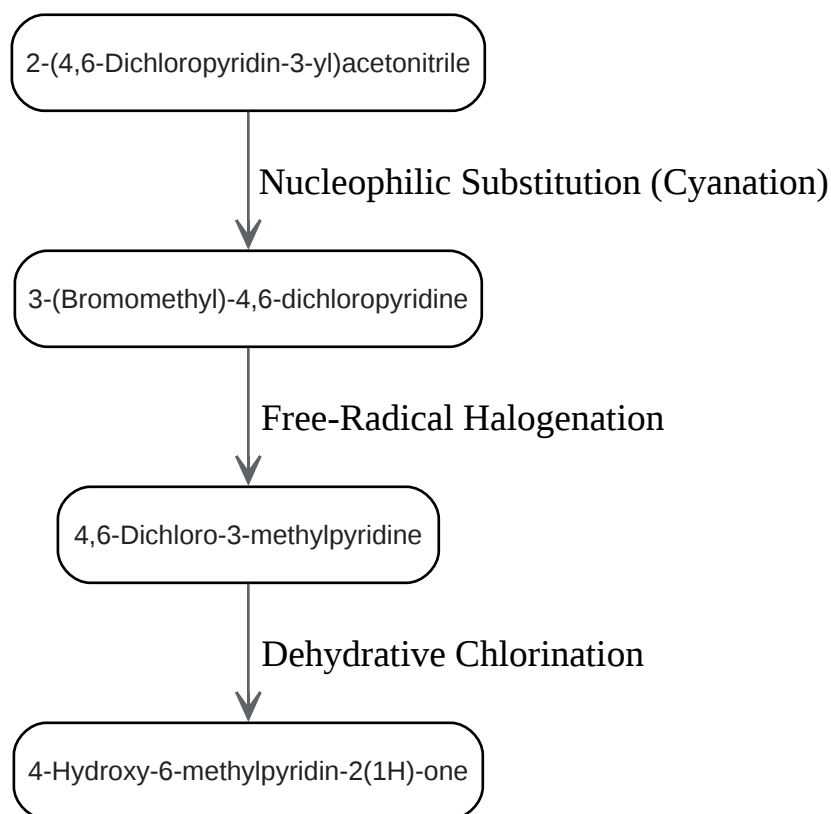 2-(4,6-Dichloropyridin-3-yl)acetonitrile
Nucleophilic Substitution (Cyanation)
3-(Bromomethyl)-4,6-dichloropyridine
Free-Radical Halogenation
4,6-Dichloro-3-methylpyridine
Dehydrative Chlorination
4-Hydroxy-6-methylpyridin-2(1H)-one